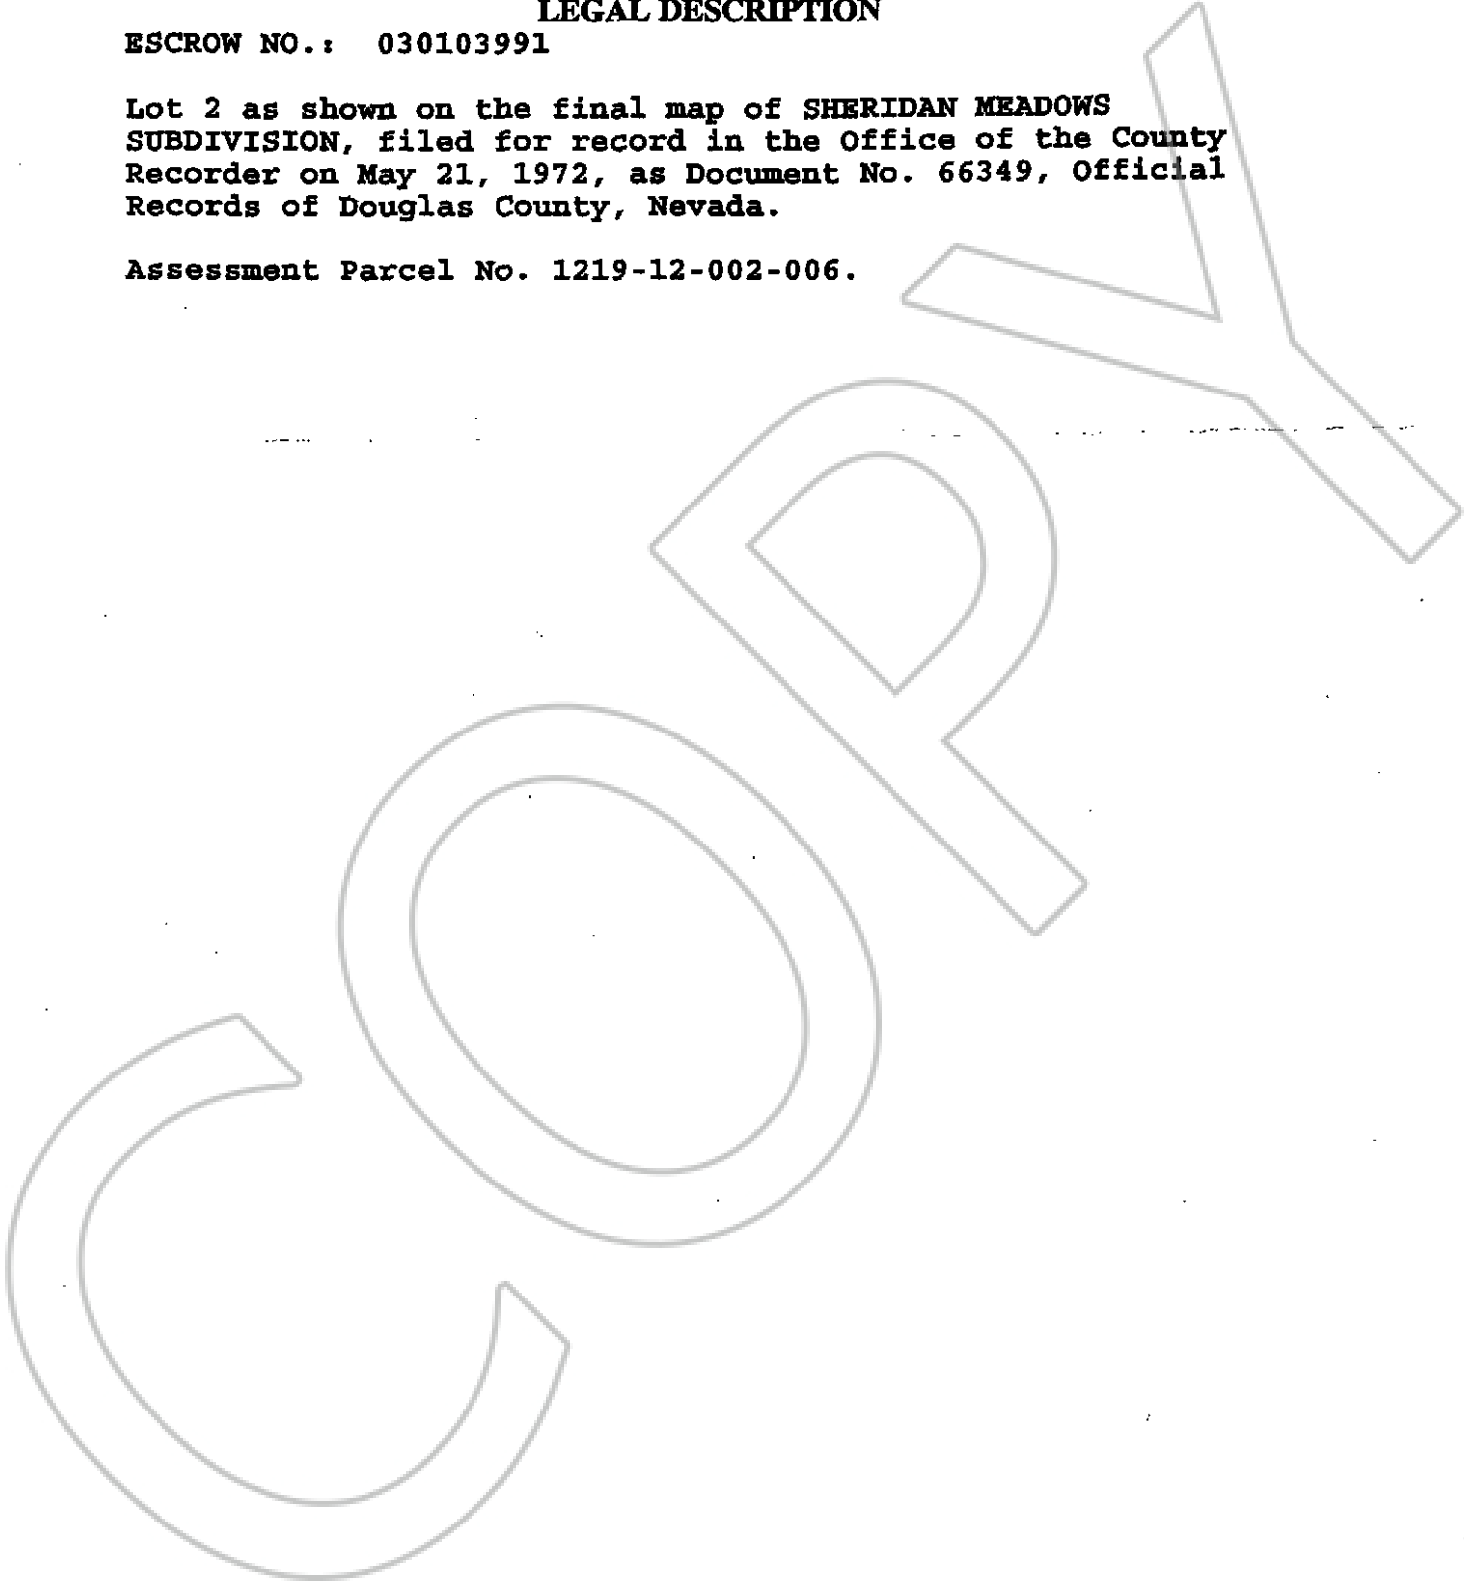 LEGAL DESCRIPTION
ESCROW NO.: 030103991
Lot 2 as shown on the final map of SHERIDAN MEADOWS
SUBDIVISION, filed for record in the Office of the County
Recorder on May 21, 1972, as Document No. 66349, Official
Records of Douglas County, Nevada.
Assessment Parcel No. 1219-12-002-006.
COPY